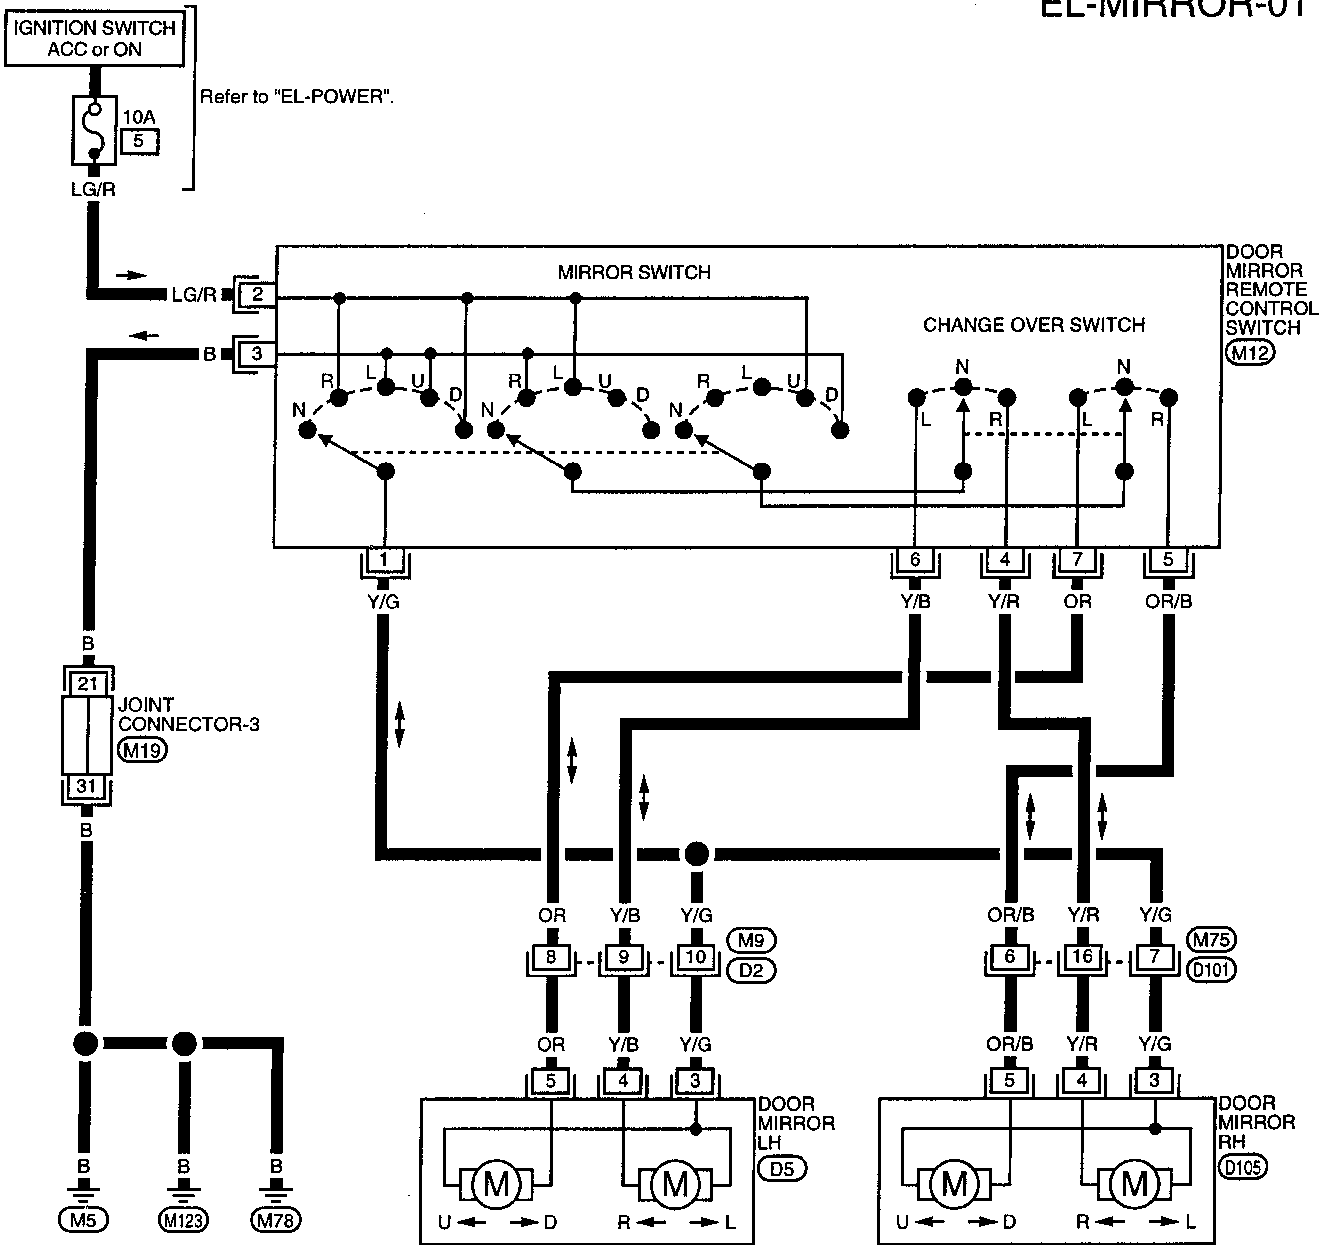 EL-MIRROR-01
IGNITION SWITCH
ACC or ON
Refer to "EL-POWER".
10A
5
LG/R
MIRROR SWITCH
DOOR
MIRROR
REMOTE
CONTROL
SWITCH
M12
LG/R 2
CHANGE OVER SWITCH
B 3
N R L U D
N R L U D
N R L U D
L N R
L N R
1 6 4 7 5
Y/G Y/B Y/R OR OR/B
B
21
JOINT
CONNECTOR-3
M19
31
B
OR Y/B Y/G
OR/B Y/R Y/G
8 9 10
M9
D2
6 16 7
M75
D101
OR Y/B Y/G
OR/B Y/R Y/G
5 4 3
5 4 3
DOOR
MIRROR
LH
D5
DOOR
MIRROR
RH
D105
M M
M M
U D R L
U D R L
B B B
M5 M123 M78